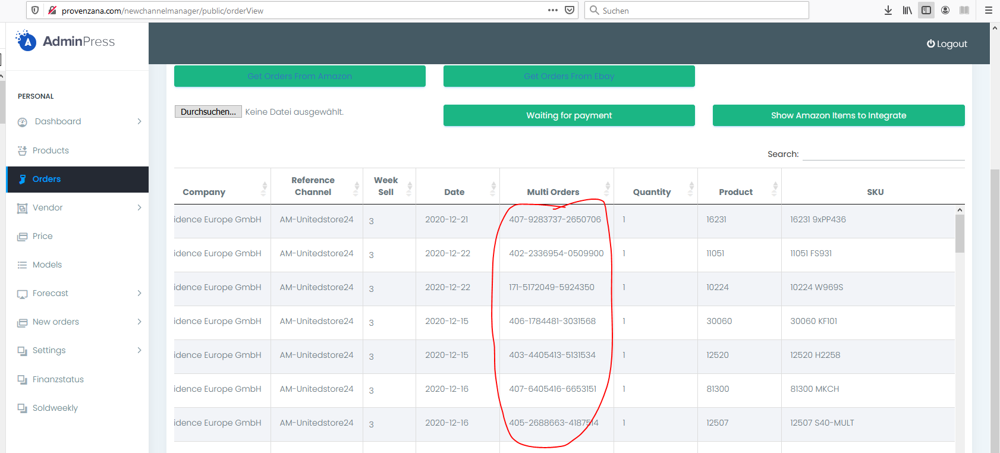 provenzana.com/newchannelmanager/public/orderView
Suchen
A AdminPress
Logout
Get Orders From Amazon
Get Orders From Ebay
PERSONAL
Durchsuchen... Keine Datei ausgewählt.
Waiting for payment
Show Amazon Items to Integrate
Dashboard
Products
Orders
Vendor
Price
Models
Forecast
New orders
Settings
Finanzstatus
Soldweekly
Search:
Company Reference Channel Week Sell Date Multi Orders Quantity Product SKU
idence Europe GmbH AM-Unitedstore24 3 2020-12-21 407-9283737-2650706 1 16231 16231 9xPP436
idence Europe GmbH AM-Unitedstore24 3 2020-12-22 402-2336954-0509900 1 11051 11051 FS931
idence Europe GmbH AM-Unitedstore24 3 2020-12-22 171-5172049-5924350 1 10224 10224 W969S
idence Europe GmbH AM-Unitedstore24 3 2020-12-15 406-1784481-3031568 1 30060 30060 KF101
idence Europe GmbH AM-Unitedstore24 3 2020-12-15 403-4405413-5131534 1 12520 12520 H2258
idence Europe GmbH AM-Unitedstore24 3 2020-12-16 407-6405416-6653151 1 81300 81300 MKCH
idence Europe GmbH AM-Unitedstore24 3 2020-12-16 405-2688663-4187514 1 12507 12507 S40-MULT